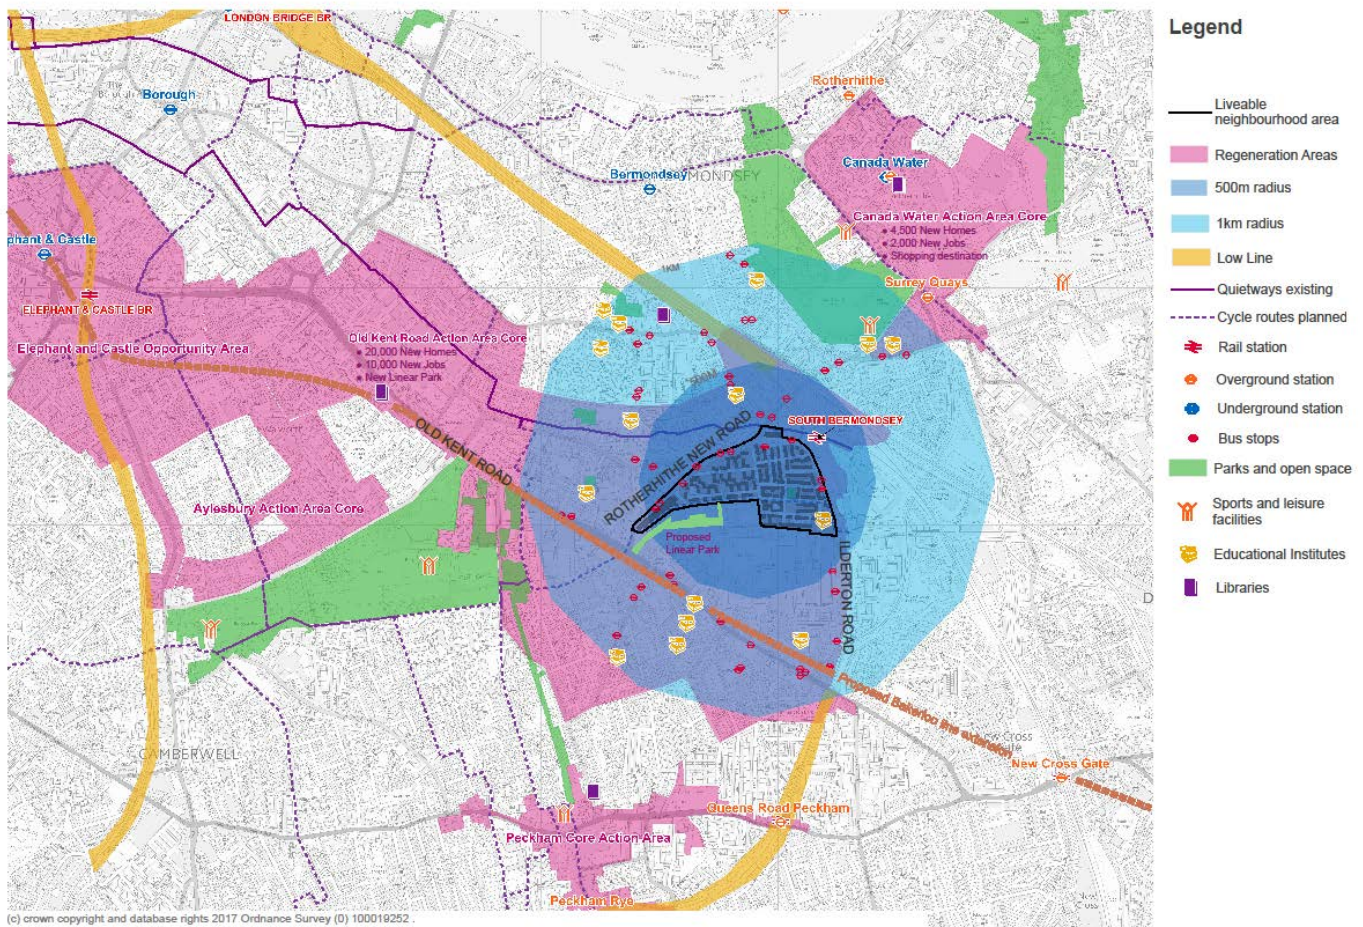 LONDON BRIDGE BR
Borough
Rotherhithe
Bermondsey
Canada Water
Canada Water Action Area Core
• 4,500 New Homes
• 2,000 New Jobs
• Shopping destination
phant & Castle
1KM
Surrey Quays
ELEPHANT & CASTLE BR
Old Kent Road Action Area Core
• 20,000 New Homes
• 10,000 New Jobs
• New Linear Park
Elephant and Castle Opportunity Area
500M
OLD KENT ROAD
ROTHERHITHE NEW ROAD
SOUTH BERMONDSEY
Aylesbury Action Area Core
Proposed
Linear Park
ILDERTON ROAD
Proposed Bakerloo line extension
CAMBERWELL
New Cross Gate
Queens Road Peckham
Peckham Core Action Area
Peckham Rye
(c) crown copyright and database rights 2017 Ordnance Survey (0) 100019252 .
Legend
Liveable
neighbourhood area
Regeneration Areas
500m radius
1km radius
Low Line
Quietways existing
Cycle routes planned
Rail station
Overground station
Underground station
Bus stops
Parks and open space
Sports and leisure
facilities
Educational Institutes
Libraries